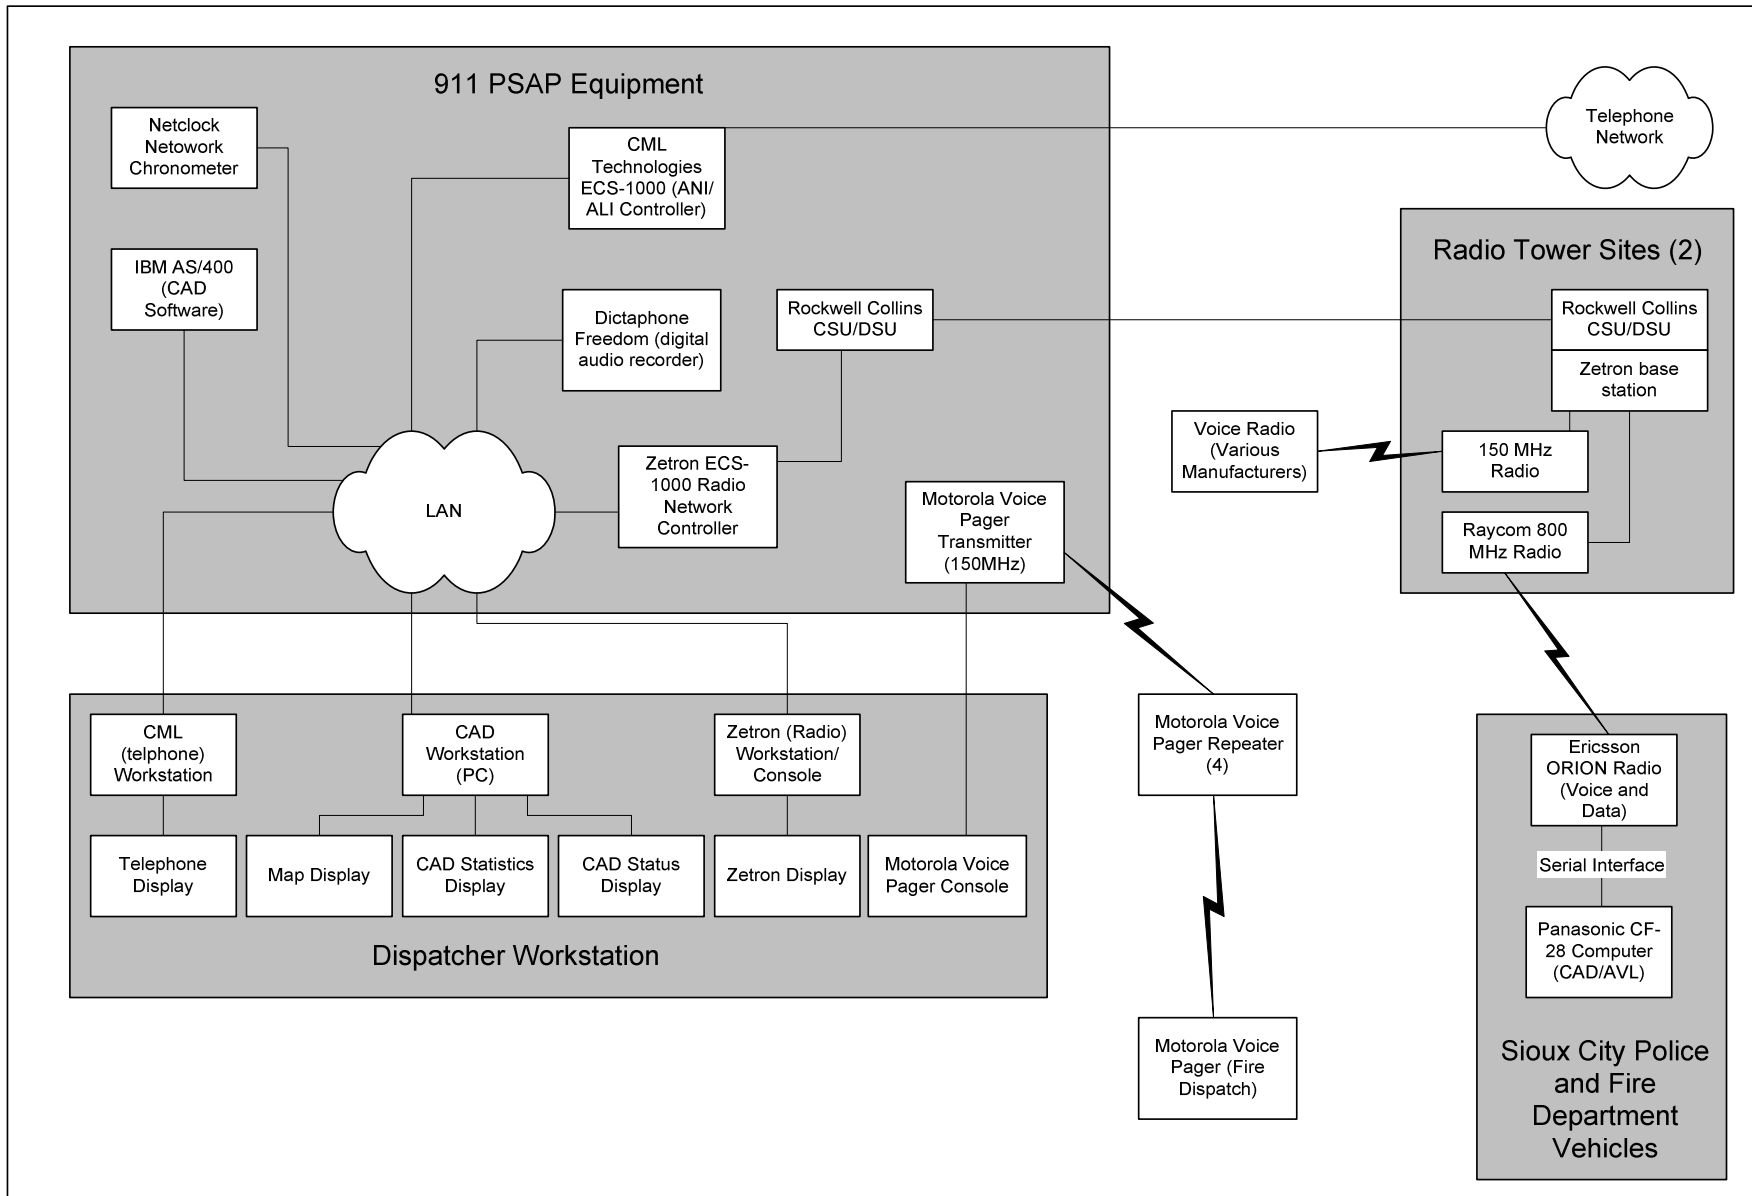 911 PSAP Equipment
Netclock
Netowork
Chronometer
CML
Technologies
ECS-1000 (ANI/
ALI Controller)
Telephone
Network
IBM AS/400
(CAD
Software)
Dictaphone
Freedom (digital
audio recorder)
Rockwell Collins
CSU/DSU
Radio Tower Sites (2)
Rockwell Collins
CSU/DSU
Zetron base
station
Voice Radio
(Various
Manufacturers)
150 MHz
Radio
Raycom 800
MHz Radio
LAN
Zetron ECS-
1000 Radio
Network
Controller
Motorola Voice
Pager
Transmitter
(150MHz)
CML
(telphone)
Workstation
CAD
Workstation
(PC)
Zetron (Radio)
Workstation/
Console
Telephone
Display
Map Display
CAD Statistics
Display
CAD Status
Display
Zetron Display
Motorola Voice
Pager Console
Dispatcher Workstation
Motorola Voice
Pager Repeater
(4)
Motorola Voice
Pager (Fire
Dispatch)
Ericsson
ORION Radio
(Voice and
Data)
Serial Interface
Panasonic CF-
28 Computer
(CAD/AVL)
Sioux City Police
and Fire
Department
Vehicles